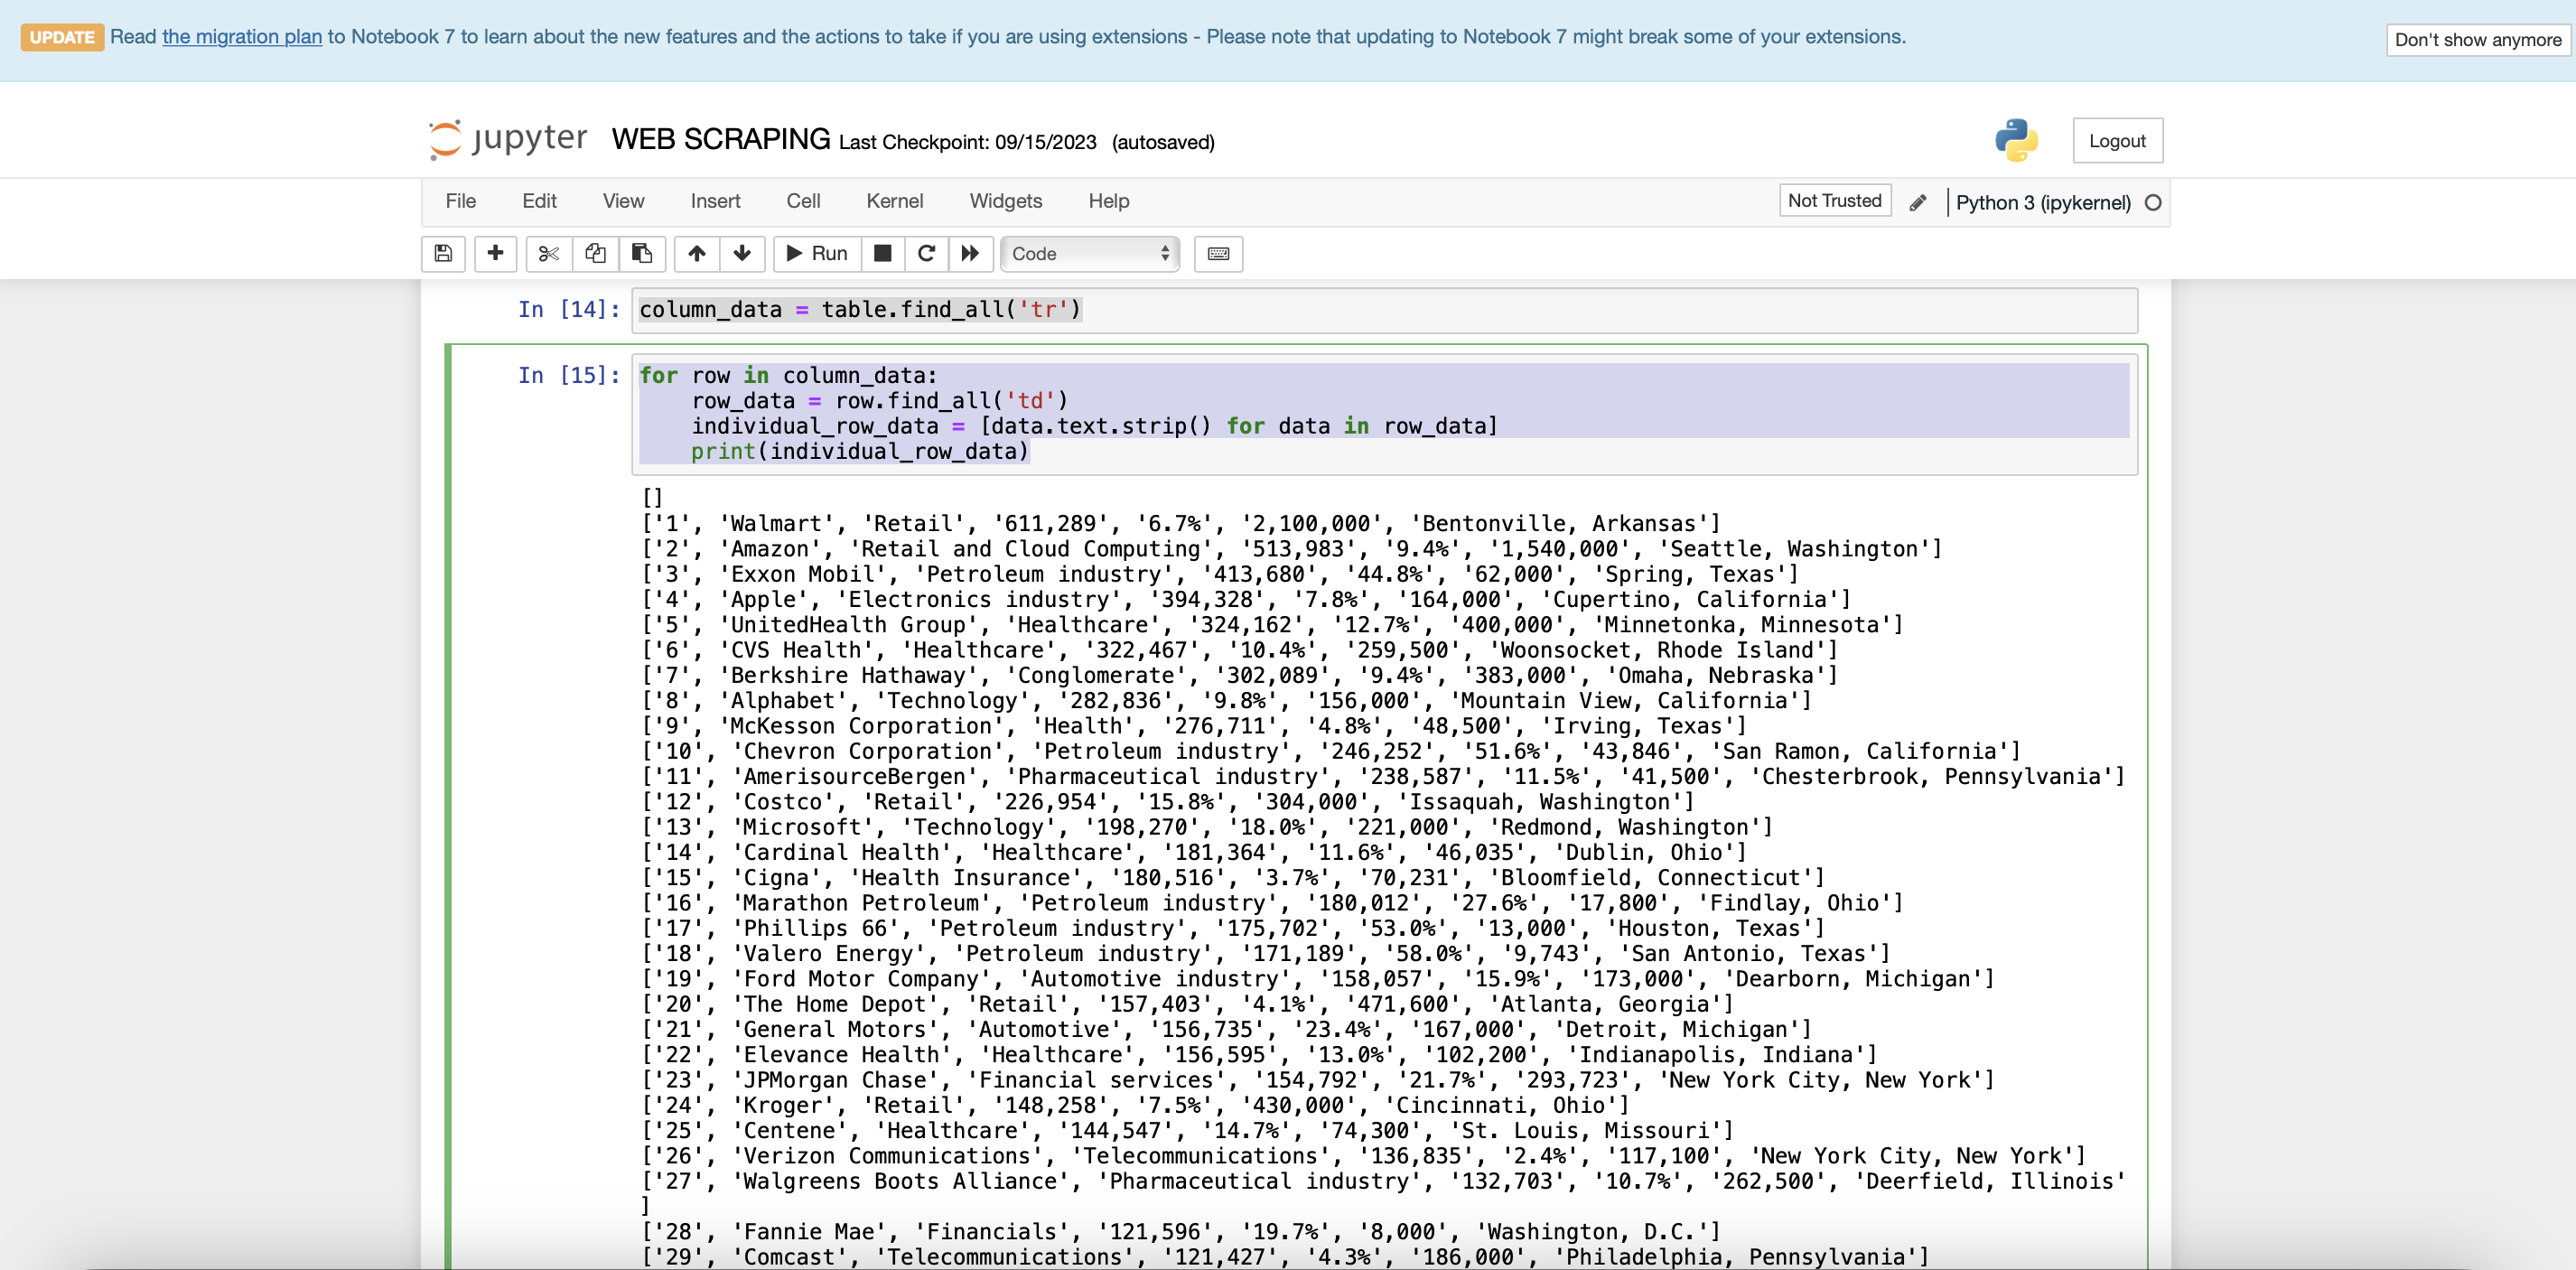 UPDATE Read the migration plan to Notebook 7 to learn about the new features and the actions to take if you are using extensions - Please note that updating to Notebook 7 might break some of your extensions.
Don't show anymore
jupyter WEB SCRAPING Last Checkpoint: 09/15/2023 (autosaved)
Logout
File Edit View Insert Cell Kernel Widgets Help
Not Trusted
Python 3 (ipykernel)
Run
Code
In [14]: column_data = table.find_all('tr')
In [15]: for row in column_data:
    row_data = row.find_all('td')
    individual_row_data = [data.text.strip() for data in row_data]
    print(individual_row_data)
[]
['1', 'Walmart', 'Retail', '611,289', '6.7%', '2,100,000', 'Bentonville, Arkansas']
['2', 'Amazon', 'Retail and Cloud Computing', '513,983', '9.4%', '1,540,000', 'Seattle, Washington']
['3', 'Exxon Mobil', 'Petroleum industry', '413,680', '44.8%', '62,000', 'Spring, Texas']
['4', 'Apple', 'Electronics industry', '394,328', '7.8%', '164,000', 'Cupertino, California']
['5', 'UnitedHealth Group', 'Healthcare', '324,162', '12.7%', '400,000', 'Minnetonka, Minnesota']
['6', 'CVS Health', 'Healthcare', '322,467', '10.4%', '259,500', 'Woonsocket, Rhode Island']
['7', 'Berkshire Hathaway', 'Conglomerate', '302,089', '9.4%', '383,000', 'Omaha, Nebraska']
['8', 'Alphabet', 'Technology', '282,836', '9.8%', '156,000', 'Mountain View, California']
['9', 'McKesson Corporation', 'Health', '276,711', '4.8%', '48,500', 'Irving, Texas']
['10', 'Chevron Corporation', 'Petroleum industry', '246,252', '51.6%', '43,846', 'San Ramon, California']
['11', 'AmerisourceBergen', 'Pharmaceutical industry', '238,587', '11.5%', '41,500', 'Chesterbrook, Pennsylvania']
['12', 'Costco', 'Retail', '226,954', '15.8%', '304,000', 'Issaquah, Washington']
['13', 'Microsoft', 'Technology', '198,270', '18.0%', '221,000', 'Redmond, Washington']
['14', 'Cardinal Health', 'Healthcare', '181,364', '11.6%', '46,035', 'Dublin, Ohio']
['15', 'Cigna', 'Health Insurance', '180,516', '3.7%', '70,231', 'Bloomfield, Connecticut']
['16', 'Marathon Petroleum', 'Petroleum industry', '180,012', '27.6%', '17,800', 'Findlay, Ohio']
['17', 'Phillips 66', 'Petroleum industry', '175,702', '53.0%', '13,000', 'Houston, Texas']
['18', 'Valero Energy', 'Petroleum industry', '171,189', '58.0%', '9,743', 'San Antonio, Texas']
['19', 'Ford Motor Company', 'Automotive industry', '158,057', '15.9%', '173,000', 'Dearborn, Michigan']
['20', 'The Home Depot', 'Retail', '157,403', '4.1%', '471,600', 'Atlanta, Georgia']
['21', 'General Motors', 'Automotive', '156,735', '23.4%', '167,000', 'Detroit, Michigan']
['22', 'Elevance Health', 'Healthcare', '156,595', '13.0%', '102,200', 'Indianapolis, Indiana']
['23', 'JPMorgan Chase', 'Financial services', '154,792', '21.7%', '293,723', 'New York City, New York']
['24', 'Kroger', 'Retail', '148,258', '7.5%', '430,000', 'Cincinnati, Ohio']
['25', 'Centene', 'Healthcare', '144,547', '14.7%', '74,300', 'St. Louis, Missouri']
['26', 'Verizon Communications', 'Telecommunications', '136,835', '2.4%', '117,100', 'New York City, New York']
['27', 'Walgreens Boots Alliance', 'Pharmaceutical industry', '132,703', '10.7%', '262,500', 'Deerfield, Illinois'
]
['28', 'Fannie Mae', 'Financials', '121,596', '19.7%', '8,000', 'Washington, D.C.']
['29', 'Comcast', 'Telecommunications', '121,427', '4.3%', '186,000', 'Philadelphia, Pennsylvania']